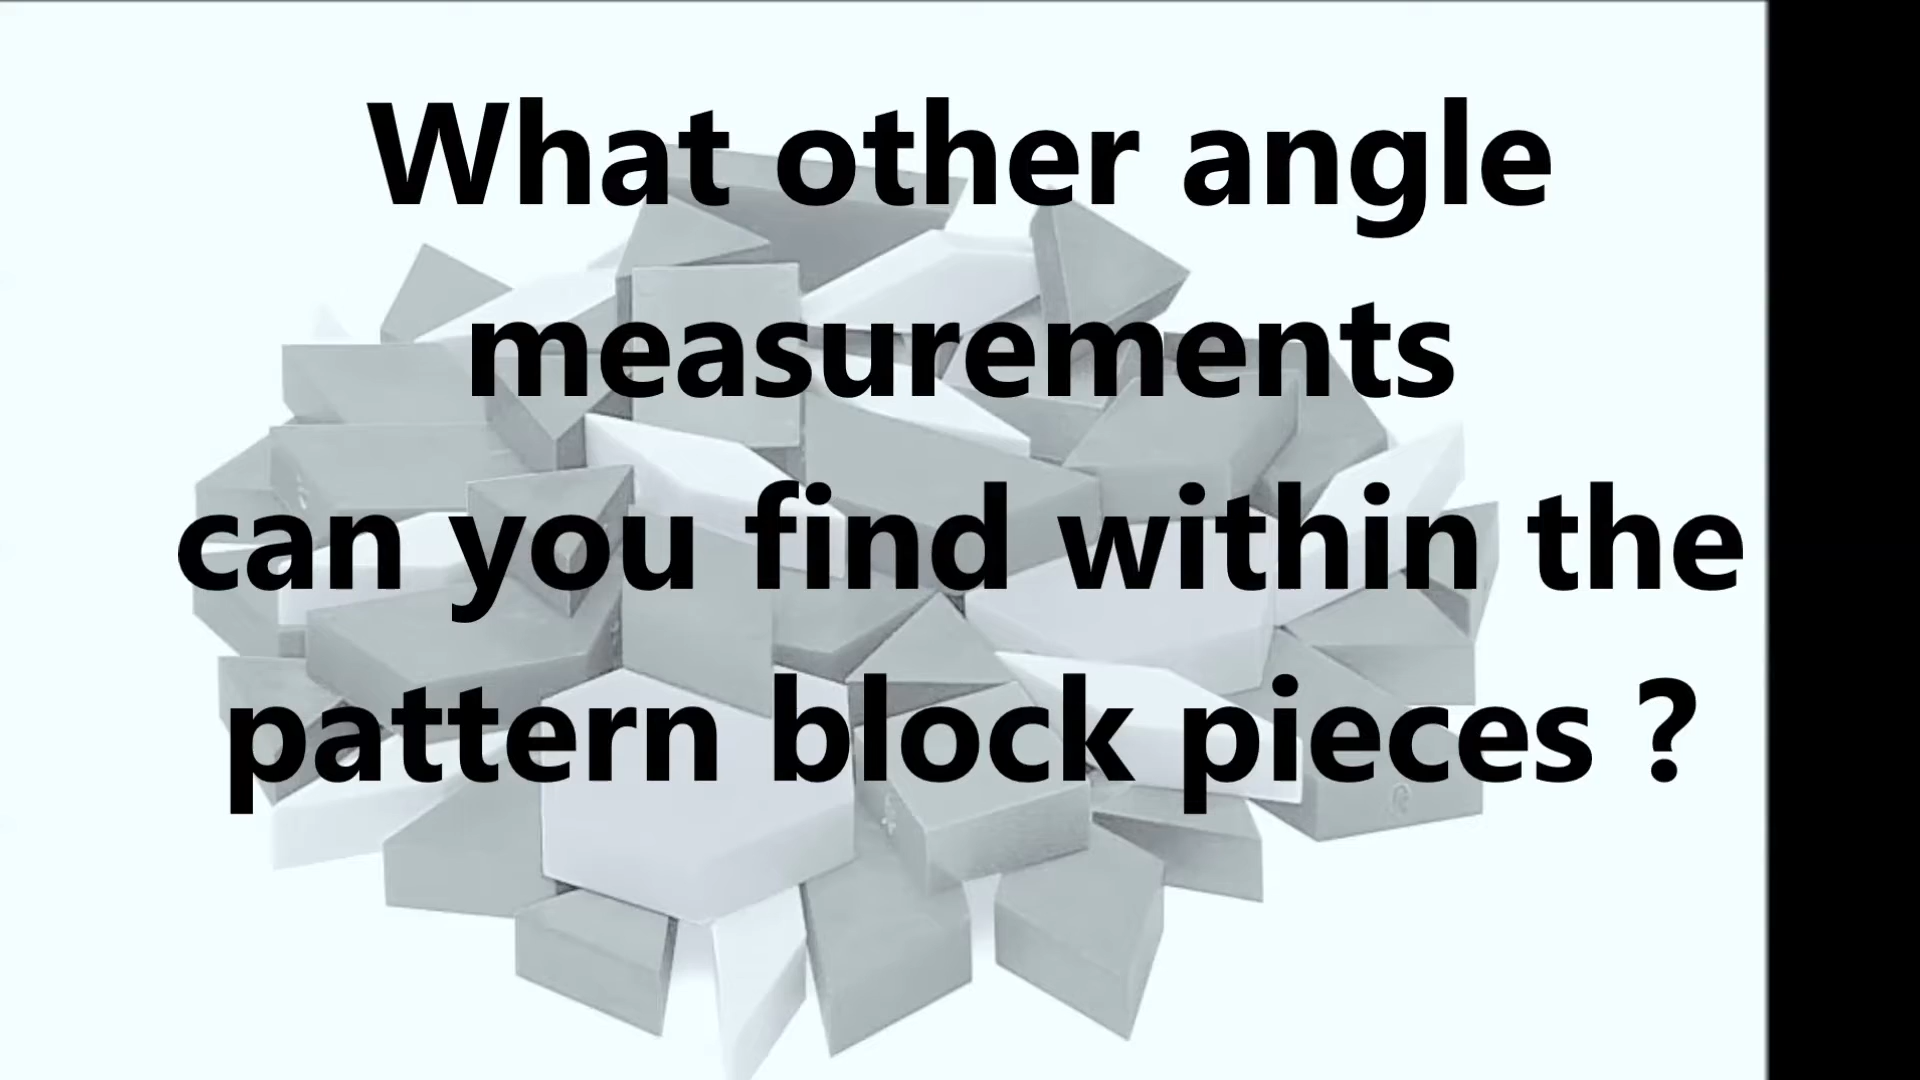 What other angle
measurements
can you find within the
pattern block pieces ?